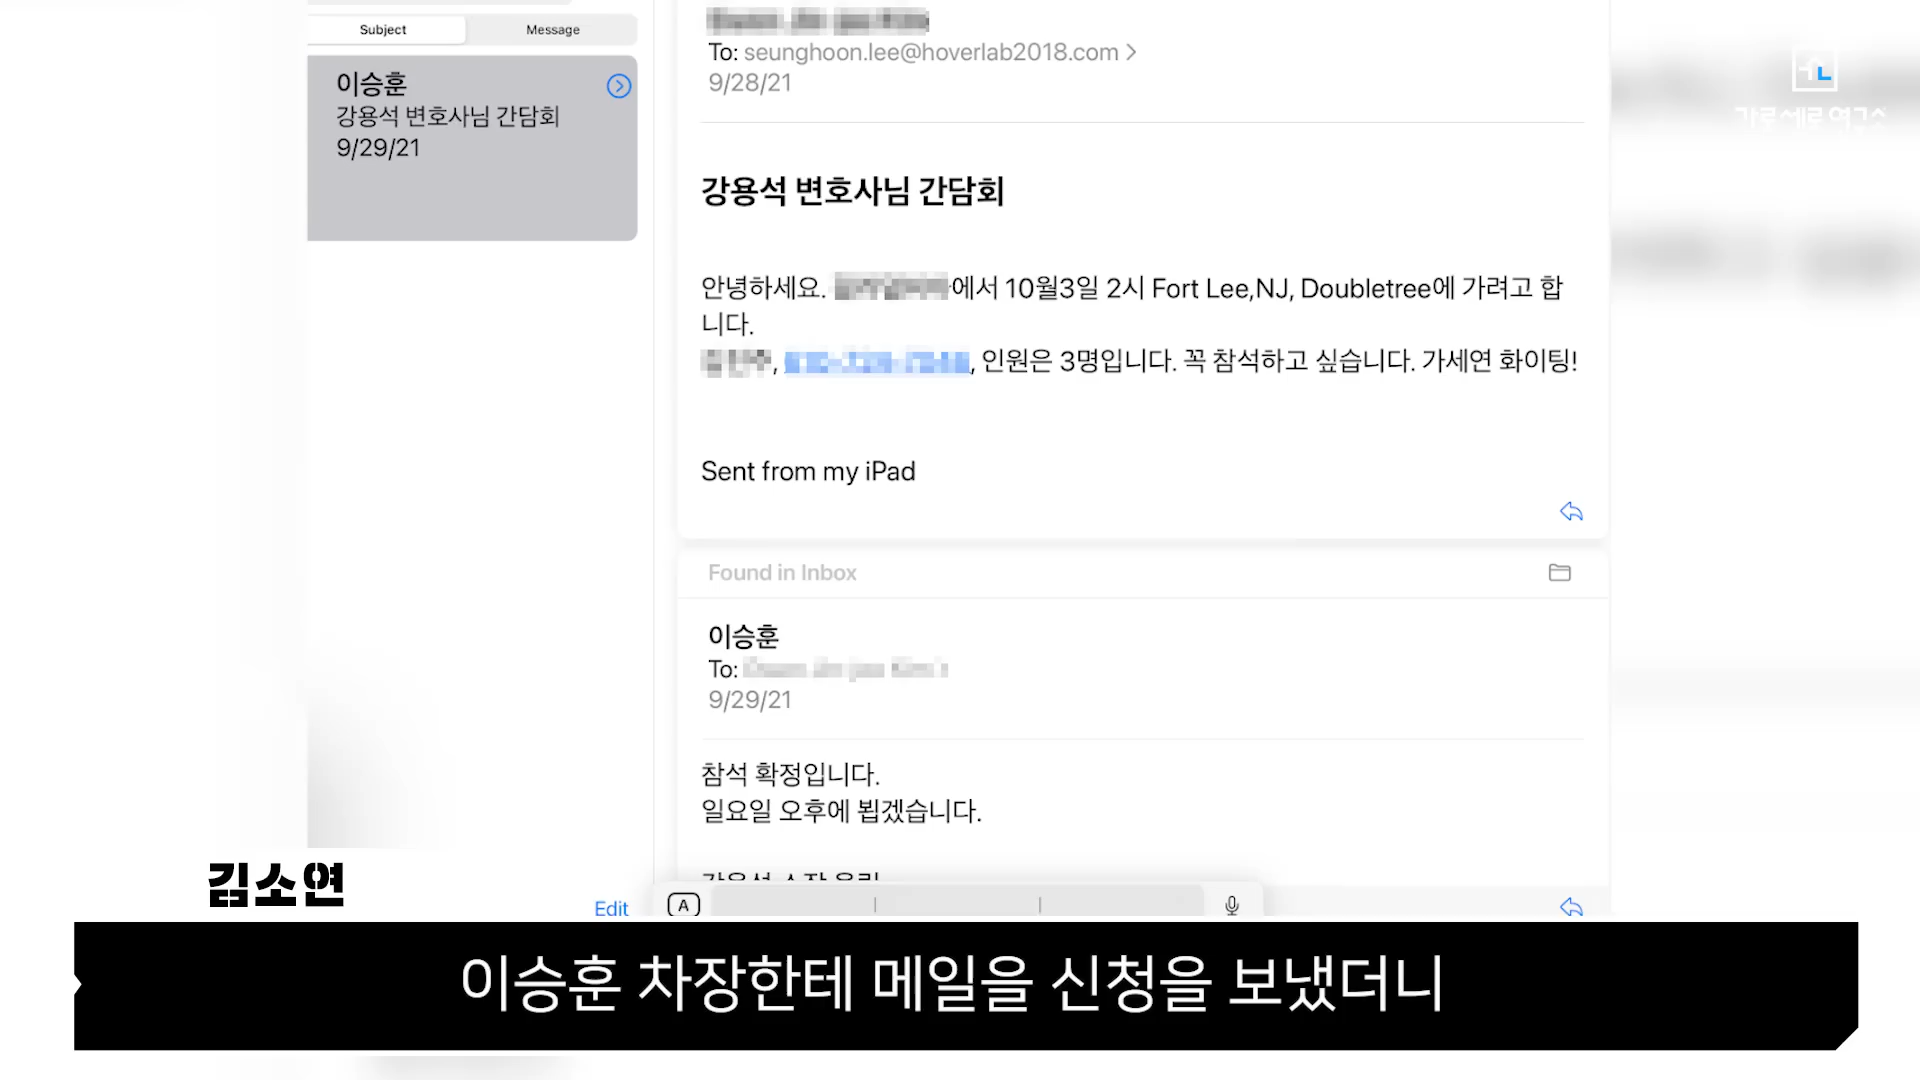 Subject
Message
이승훈
강용석 변호사님 간담회
9/29/21
To: seunghoon.lee@hoverlab2018.com >
9/28/21
강용석 변호사님 간담회
안녕하세요. 에서 10월3일 2시 Fort Lee,NJ, Doubletree에 가려고 합
니다.
, , 인원은 3명입니다. 꼭 참석하고 싶습니다. 가세연 화이팅!
Sent from my iPad
Found in Inbox
이승훈
To:
9/29/21
참석 확정입니다.
일요일 오후에 뵙겠습니다.
Edit
A
가로세로연구소
김소연
이승훈 차장한테 메일을 신청을 보냈더니